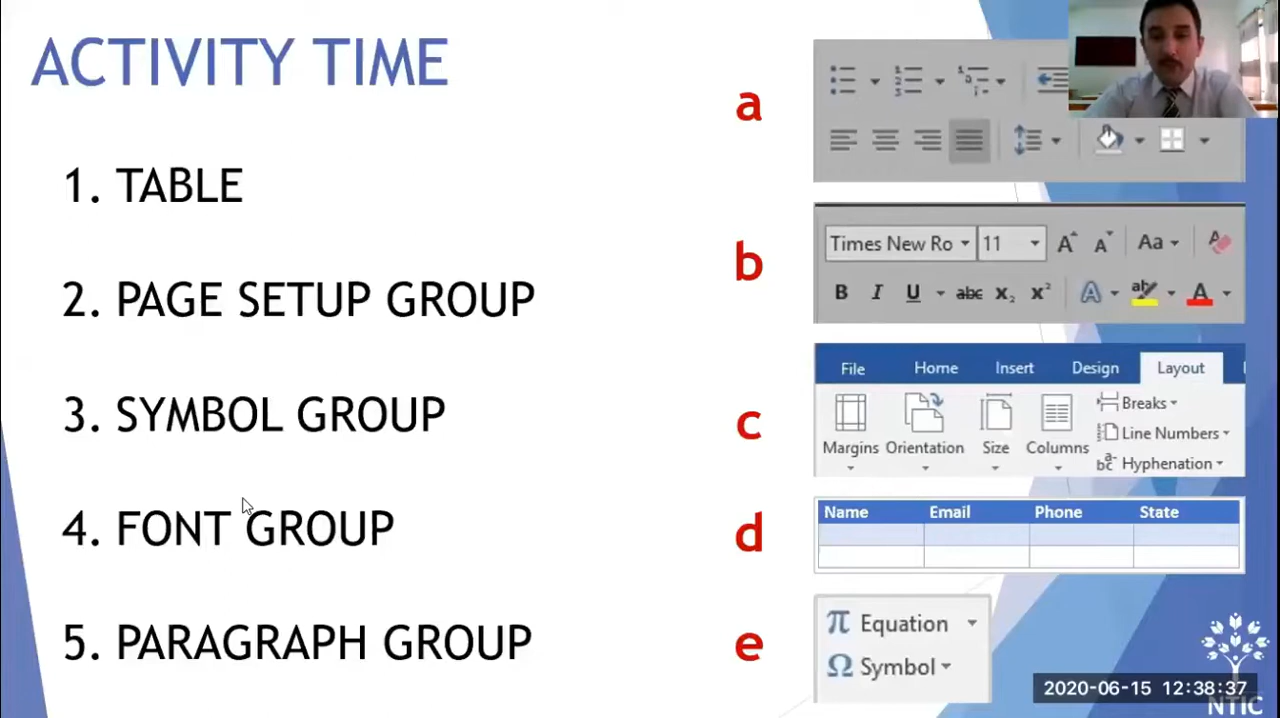 ACTIVITY TIME
1. TABLE
2. PAGE SETUP GROUP
3. SYMBOL GROUP
4. FONT GROUP
5. PARAGRAPH GROUP
a
b
Times New Ro 11 Aa
B I U abc X₂ X² A ab A
c
File Home Insert Design Layout
Margins Orientation Size Columns
Breaks
Line Numbers
Hyphenation
d
Name Email Phone State
e
π Equation
Ω Symbol
2020-06-15 12:38:37
NTIC